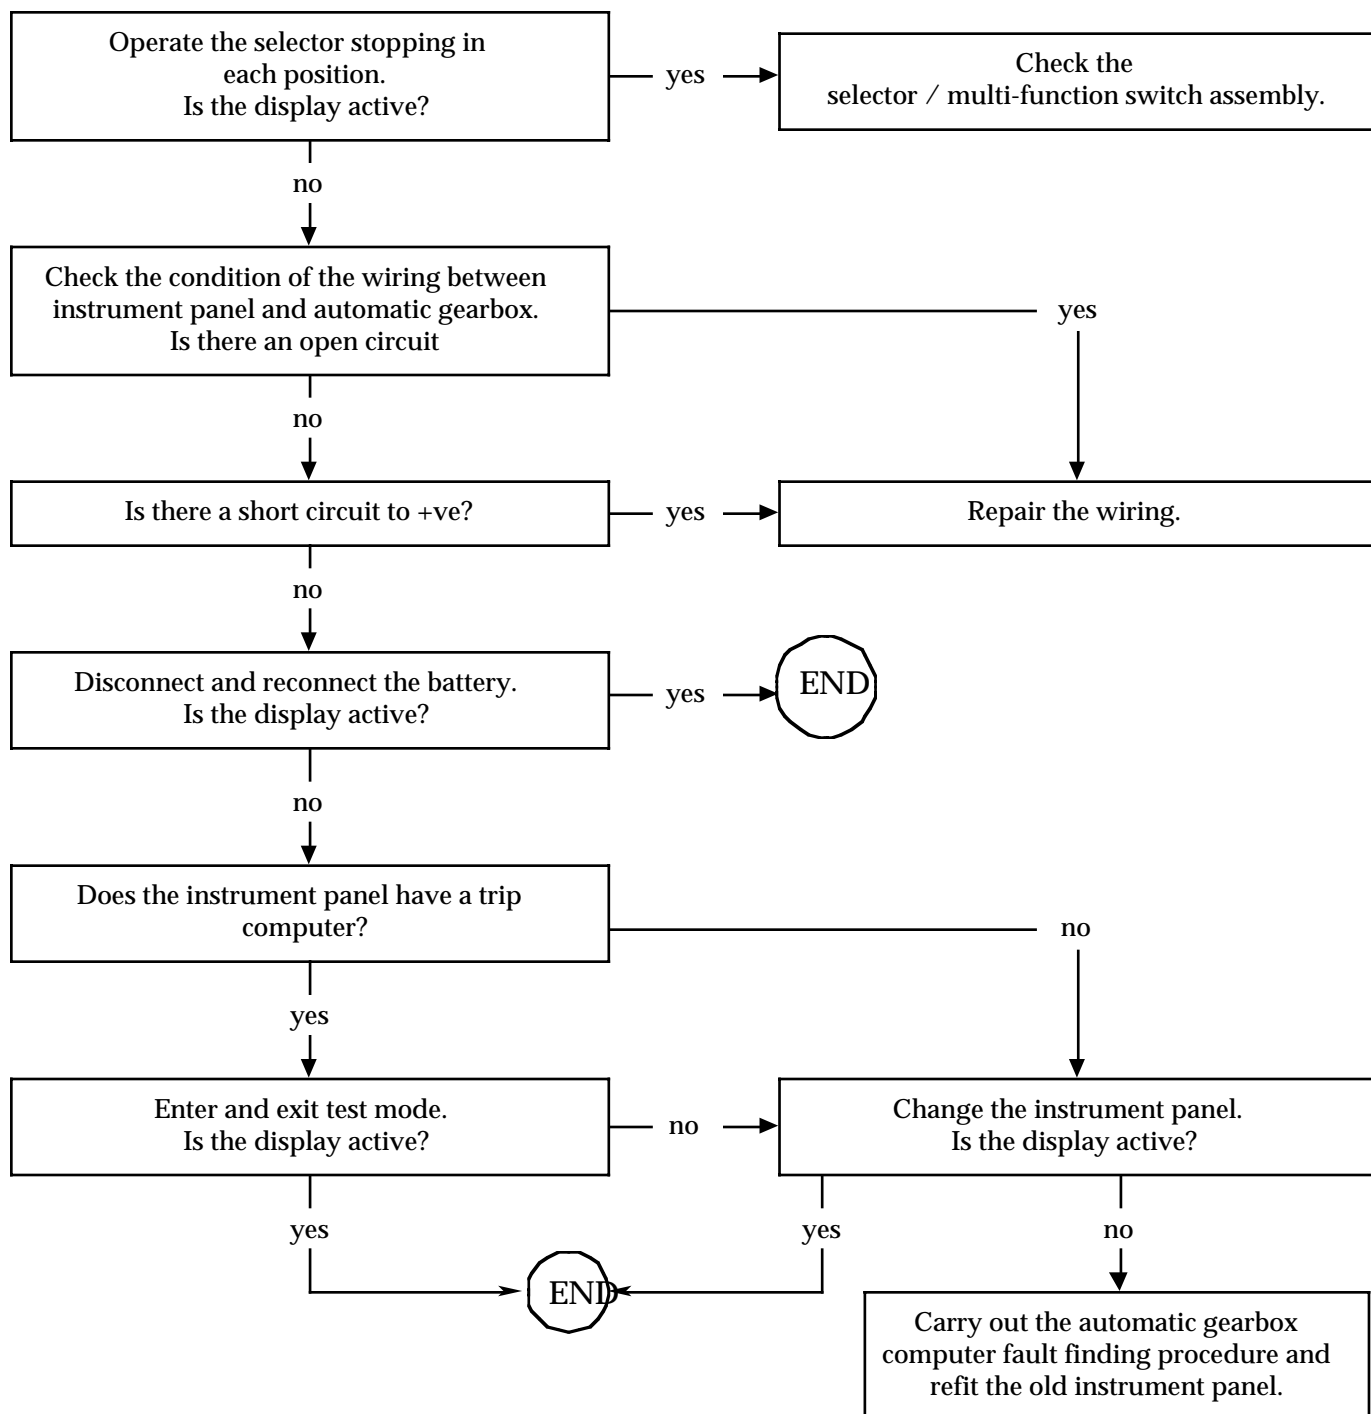 Operate the selector stopping in
each position.
Is the display active?
yes
Check the
selector / multi-function switch assembly.
no
Check the condition of the wiring between
instrument panel and automatic gearbox.
Is there an open circuit
yes
no
Is there a short circuit to +ve?
yes
Repair the wiring.
no
Disconnect and reconnect the battery.
Is the display active?
yes
END
no
Does the instrument panel have a trip
computer?
no
yes
Enter and exit test mode.
Is the display active?
no
Change the instrument panel.
Is the display active?
yes
yes
no
END
Carry out the automatic gearbox
computer fault finding procedure and
refit the old instrument panel.